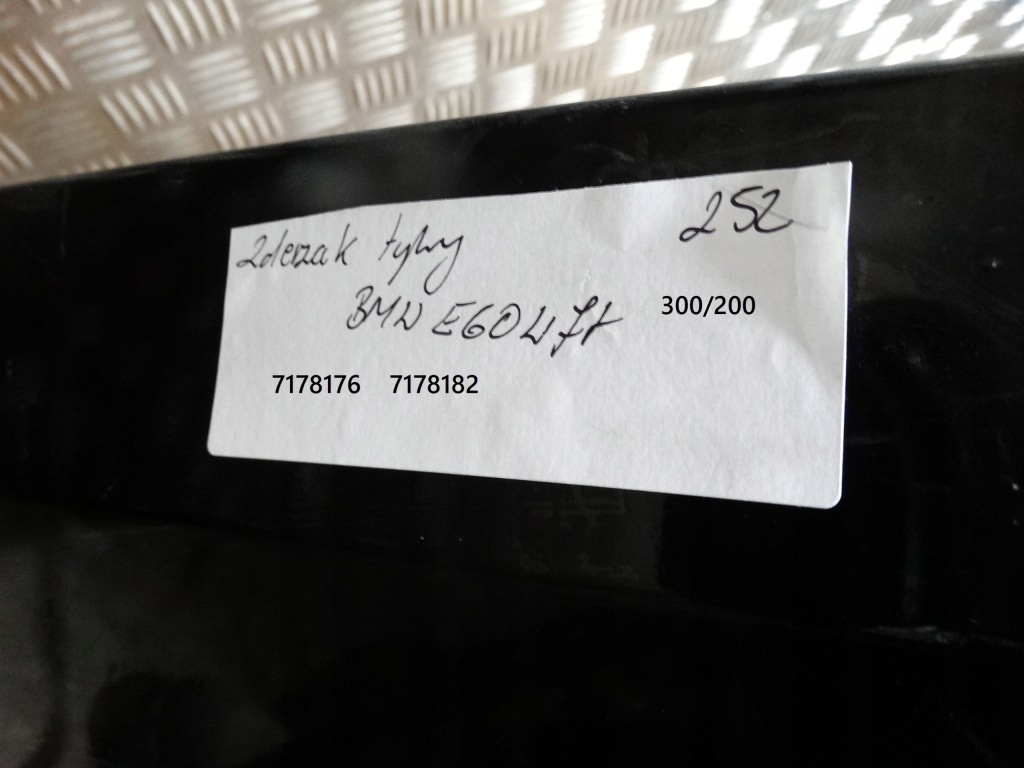 Zderzak tylny 252
BMW E60 Lift 300/200
7178176 7178182